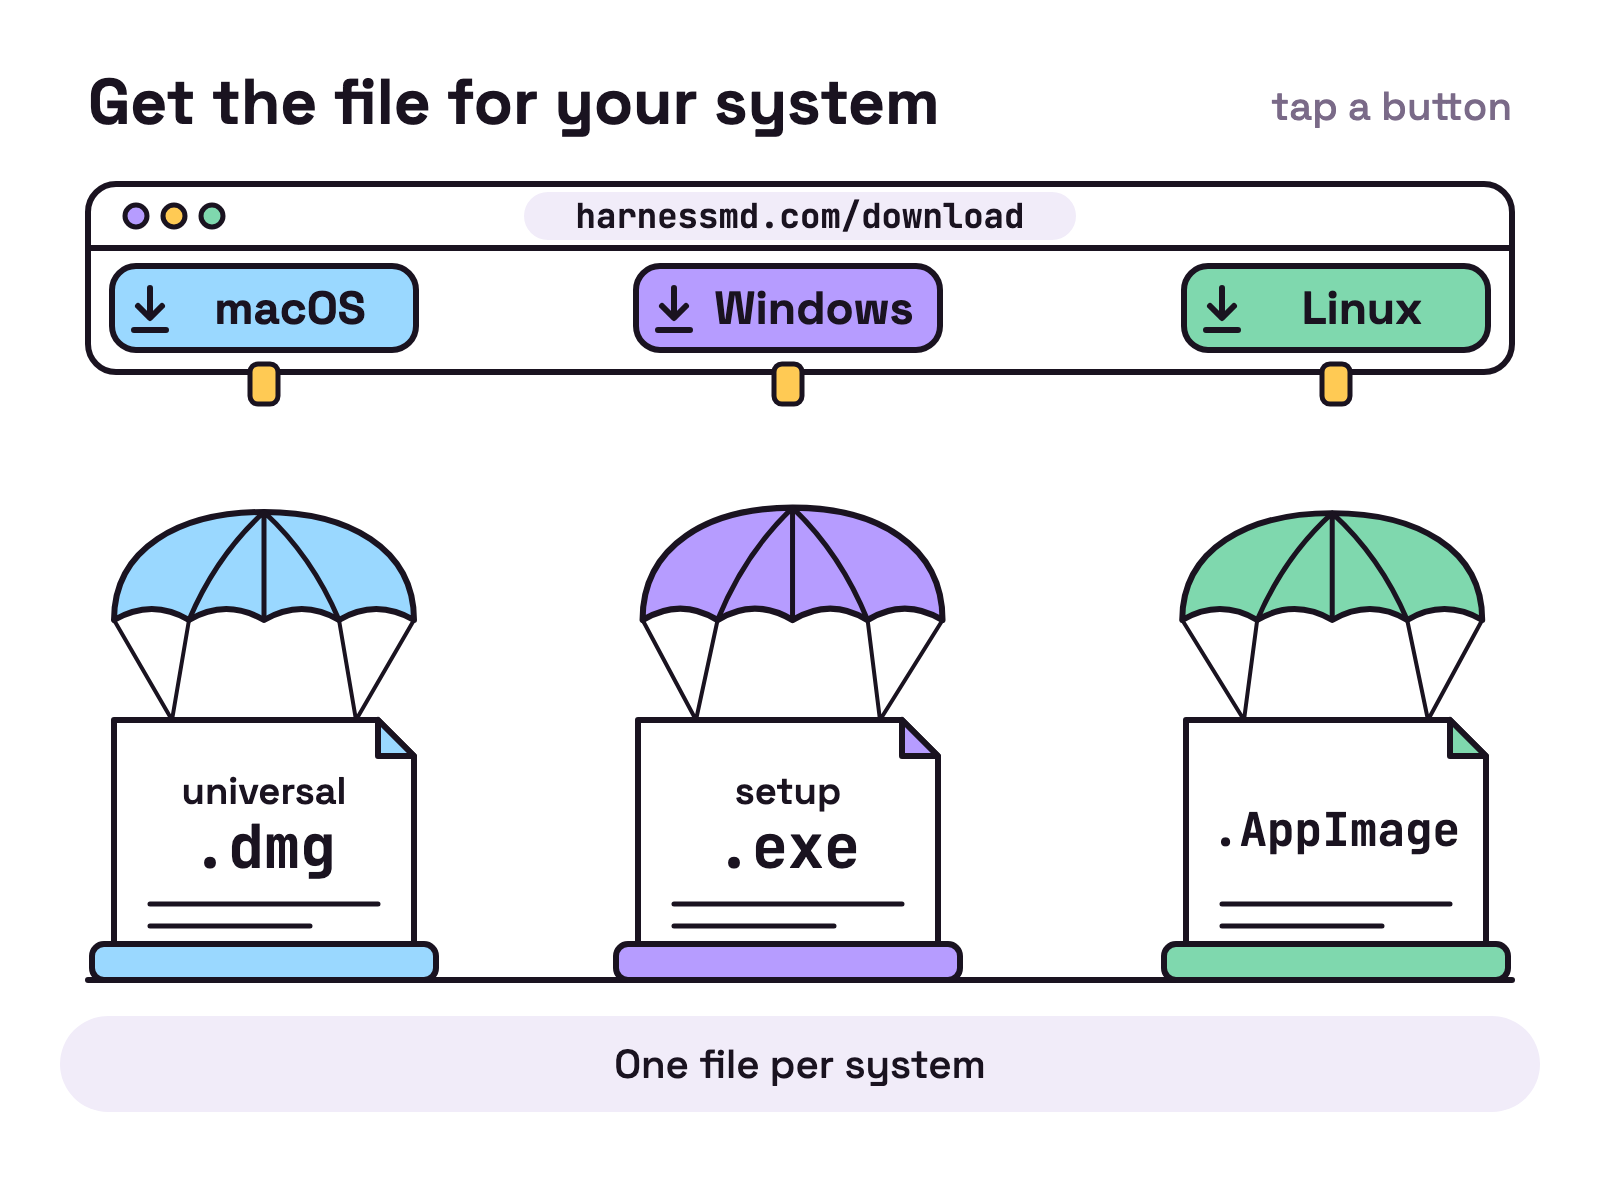 Get the file for your system
tap a button
harnessmd.com/download
macOS
Windows
Linux
universal
.dmg
setup
.exe
.AppImage
One file per system